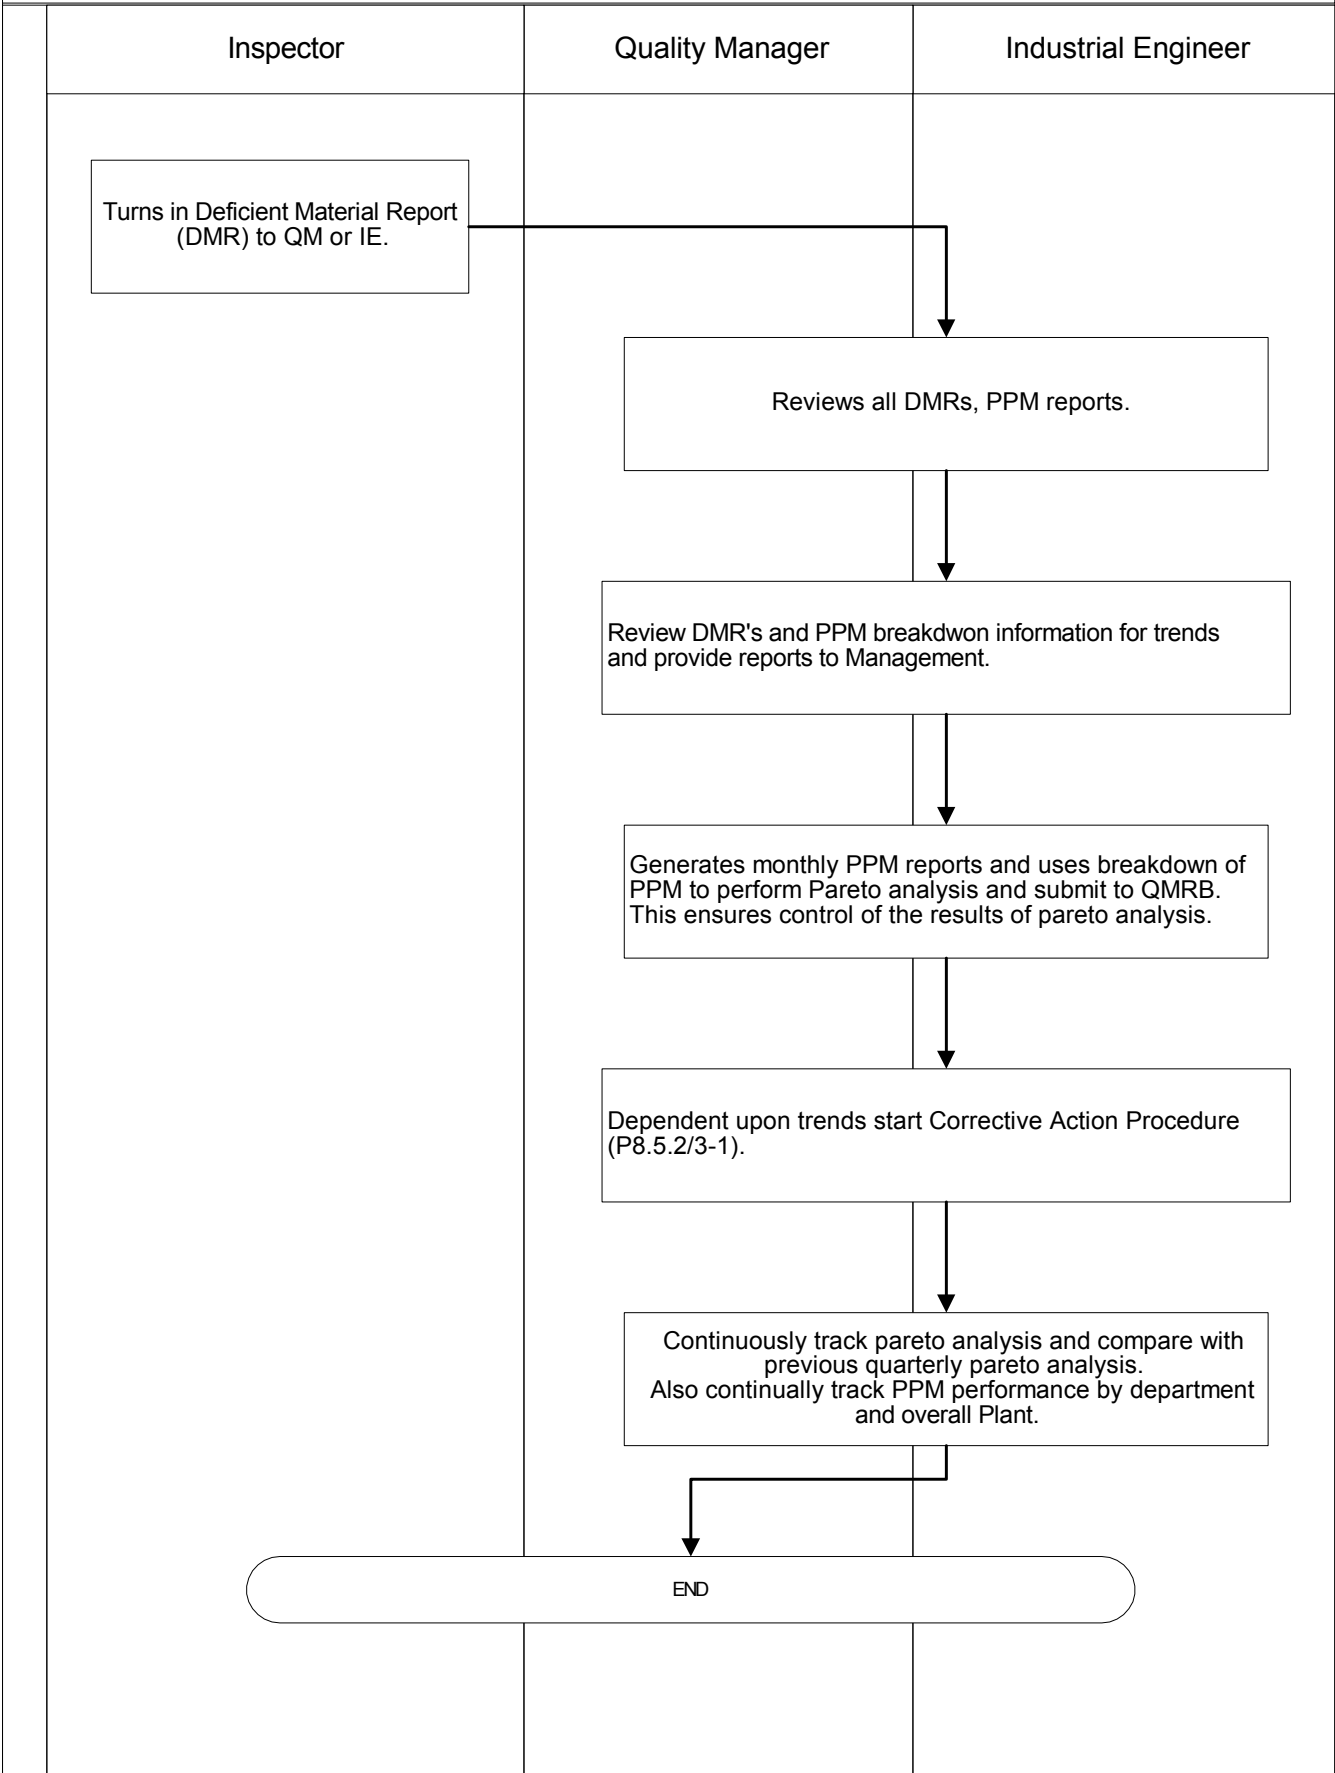 Inspector
Quality Manager
Industrial Engineer
Turns in Deficient Material Report
(DMR) to QM or IE.
Reviews all DMRs, PPM reports.
Review DMR's and PPM breakdwon information for trends
and provide reports to Management.
Generates monthly PPM reports and uses breakdown of
PPM to perform Pareto analysis and submit to QMRB.
This ensures control of the results of pareto analysis.
Dependent upon trends start Corrective Action Procedure
(P8.5.2/3-1).
Continuously track pareto analysis and compare with
previous quarterly pareto analysis.
Also continually track PPM performance by department
and overall Plant.
END